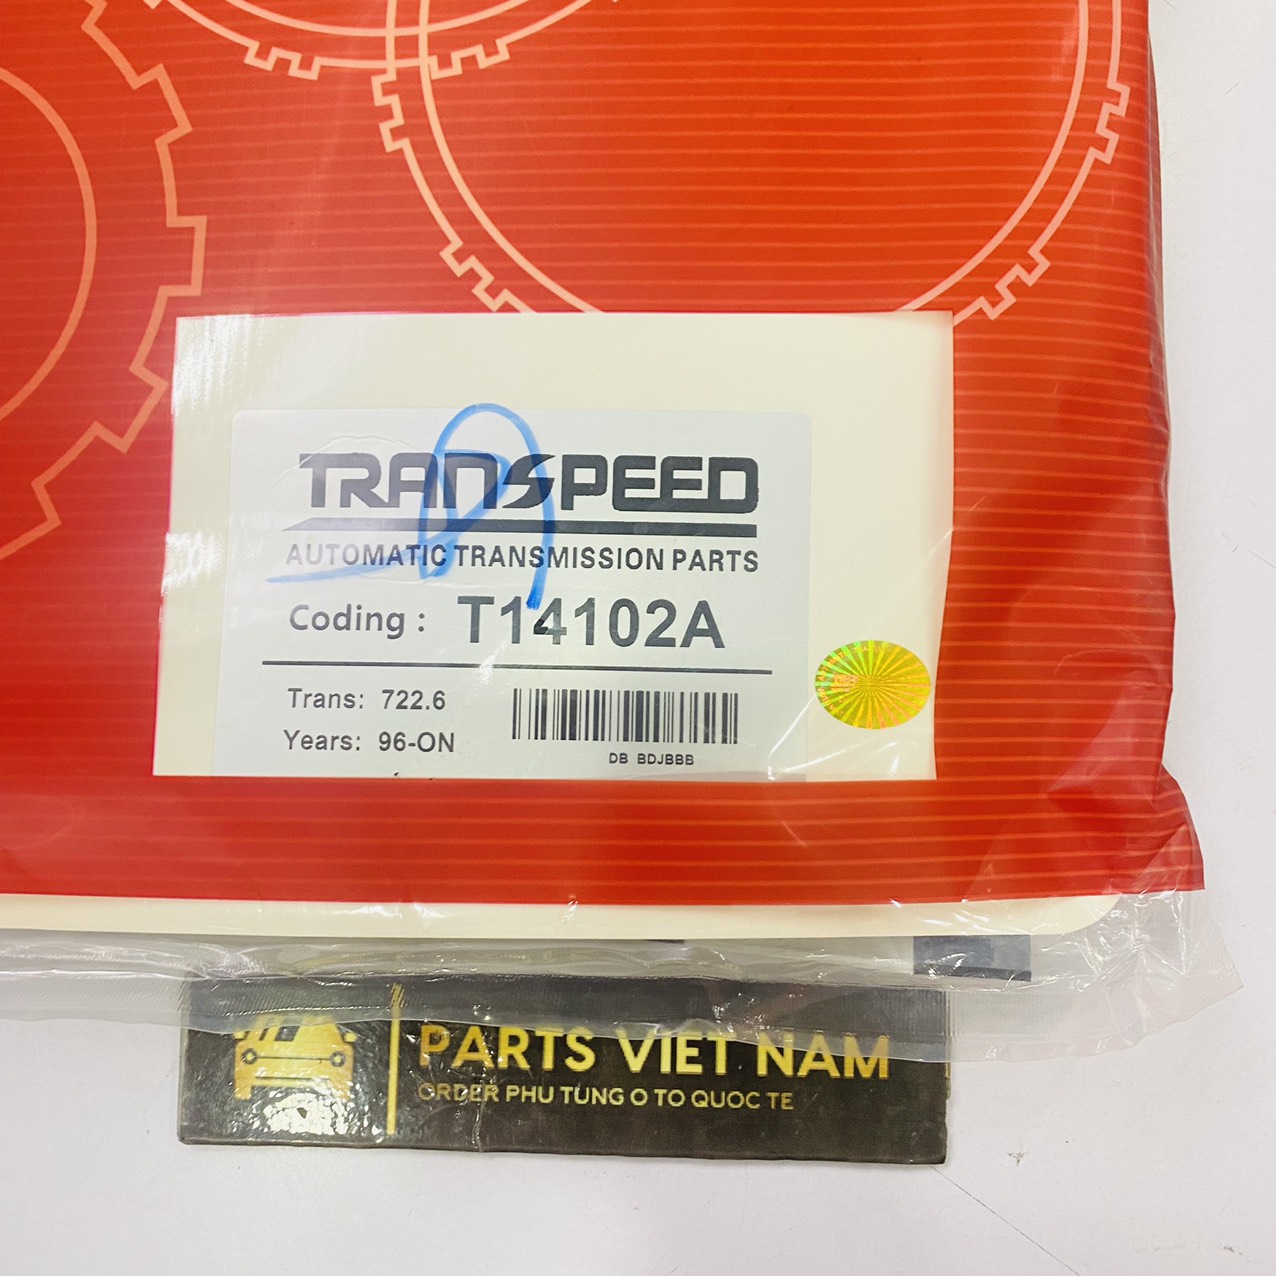 TRANSPEED
AUTOMATIC TRANSMISSION PARTS
Coding : T14102A
Trans: 722.6
Years: 96-ON
DB BDJBBB
PARTS VIET NAM
ORDER PHU TUNG O TO QUOC TE